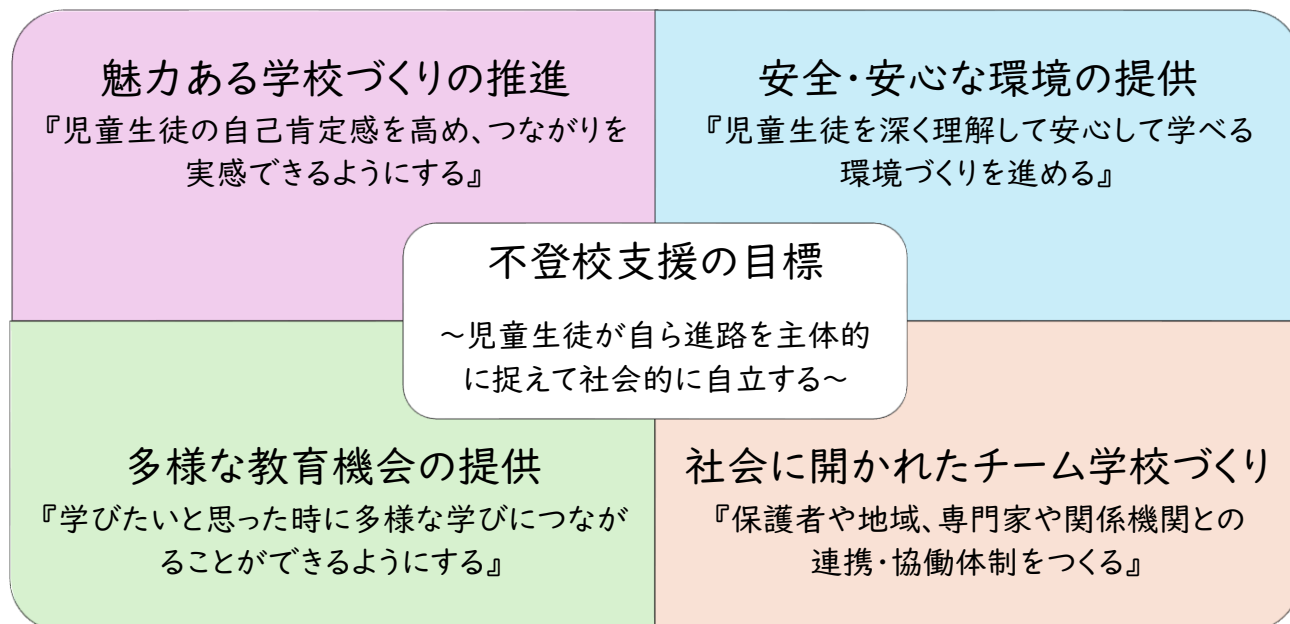 魅力ある学校づくりの推進
『児童生徒の自己肯定感を高め、つながりを
実感できるようにする』
安全・安心な環境の提供
『児童生徒を深く理解して安心して学べる
環境づくりを進める』
不登校支援の目標
～児童生徒が自ら進路を主体的
に捉えて社会的に自立する～
多様な教育機会の提供
『学びたいと思った時に多様な学びにつなが
ることができるようにする』
社会に開かれたチーム学校づくり
『保護者や地域、専門家や関係機関との
連携・協働体制をつくる』